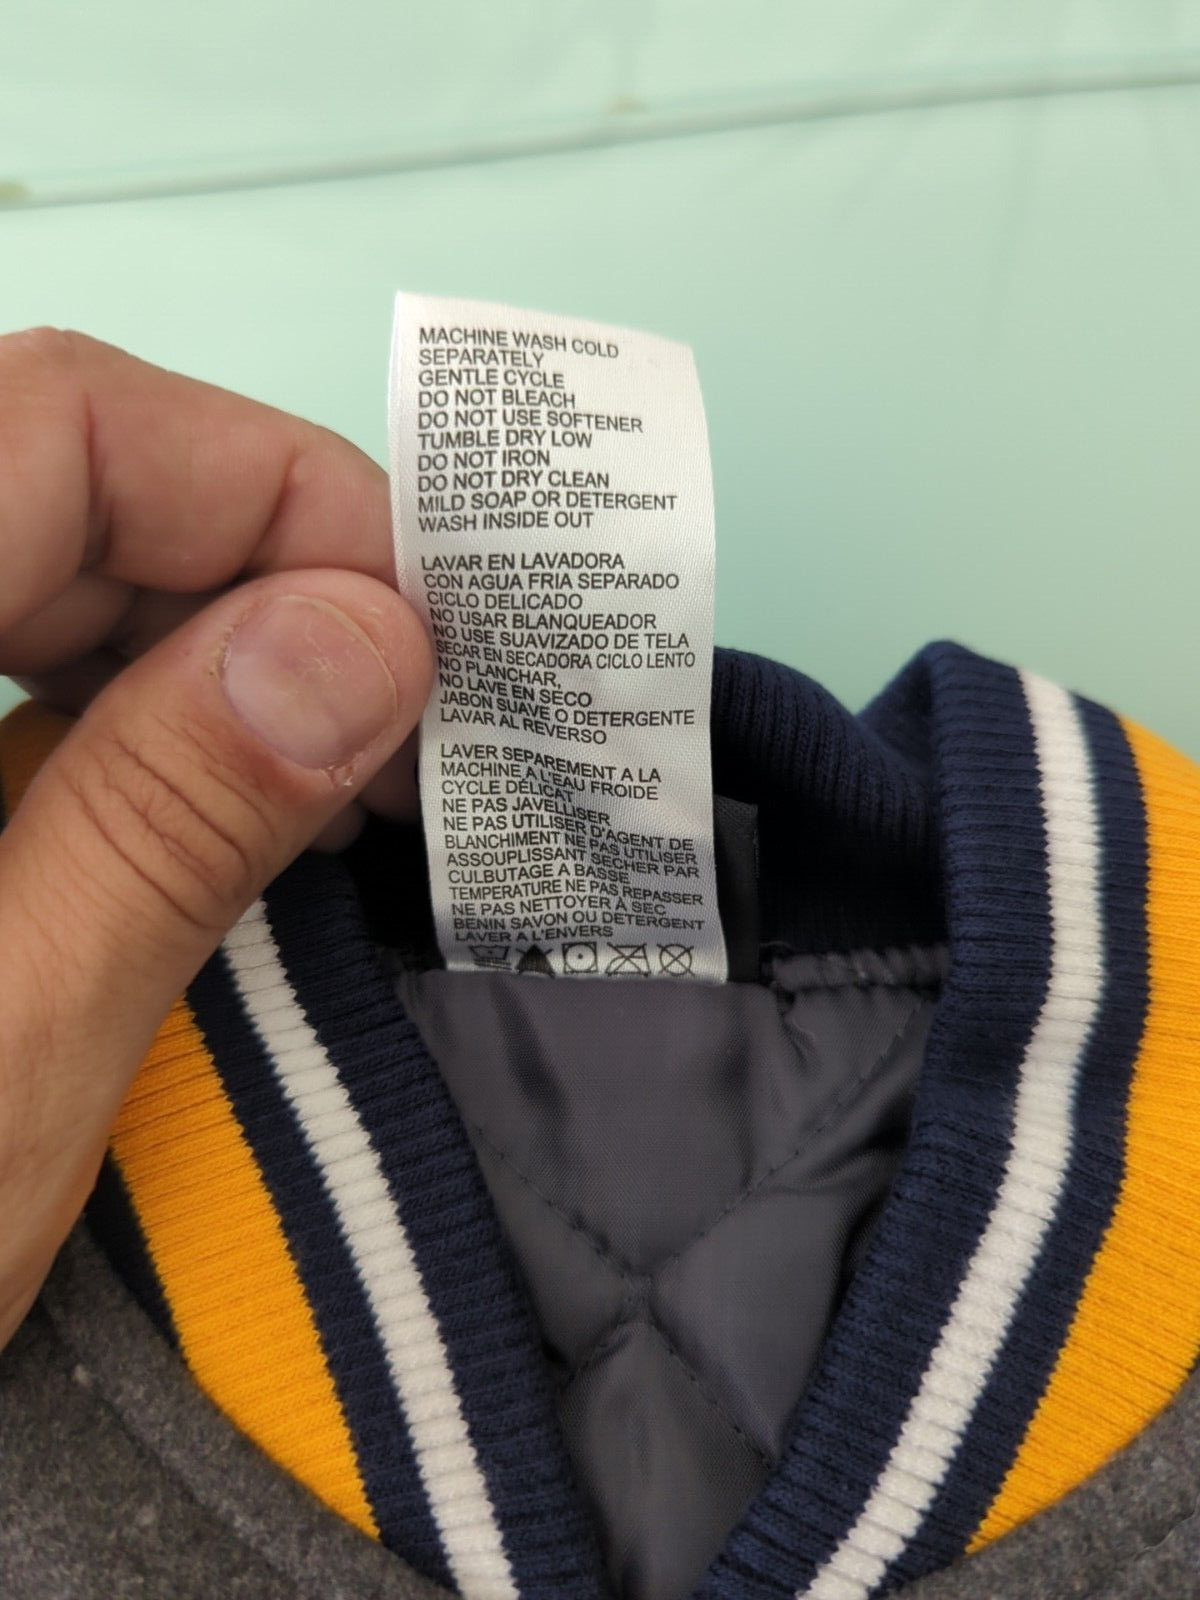 MACHINE WASH COLD
SEPARATELY
GENTLE CYCLE
DO NOT BLEACH
DO NOT USE SOFTENER
TUMBLE DRY LOW
DO NOT IRON
DO NOT DRY CLEAN
MILD SOAP OR DETERGENT
WASH INSIDE OUT
LAVAR EN LAVADORA
CON AGUA FRIA SEPARADO
CICLO DELICADO
NO USAR BLANQUEADOR
NO USE SUAVIZADO DE TELA
SECAR EN SECADORA CICLO LENTO
NO PLANCHAR,
NO LAVE EN SECO
JABON SUAVE O DETERGENTE
LAVAR AL REVERSO
LAVER SEPAREMENT A LA
MACHINE A L'EAU FROIDE
CYCLE DÉLICAT
NE PAS JAVELLISER
NE PAS UTILISER D'AGENT DE
BLANCHIMENT NE PAS UTILISER
ASSOUPLISSANT SECHER PAR
CULBUTAGE A BASSE
TEMPERATURE NE PAS REPASSER
NE PAS NETTOYER A SEC
BENIN SAVON OU DETERGENT
LAVER A L'ENVERS